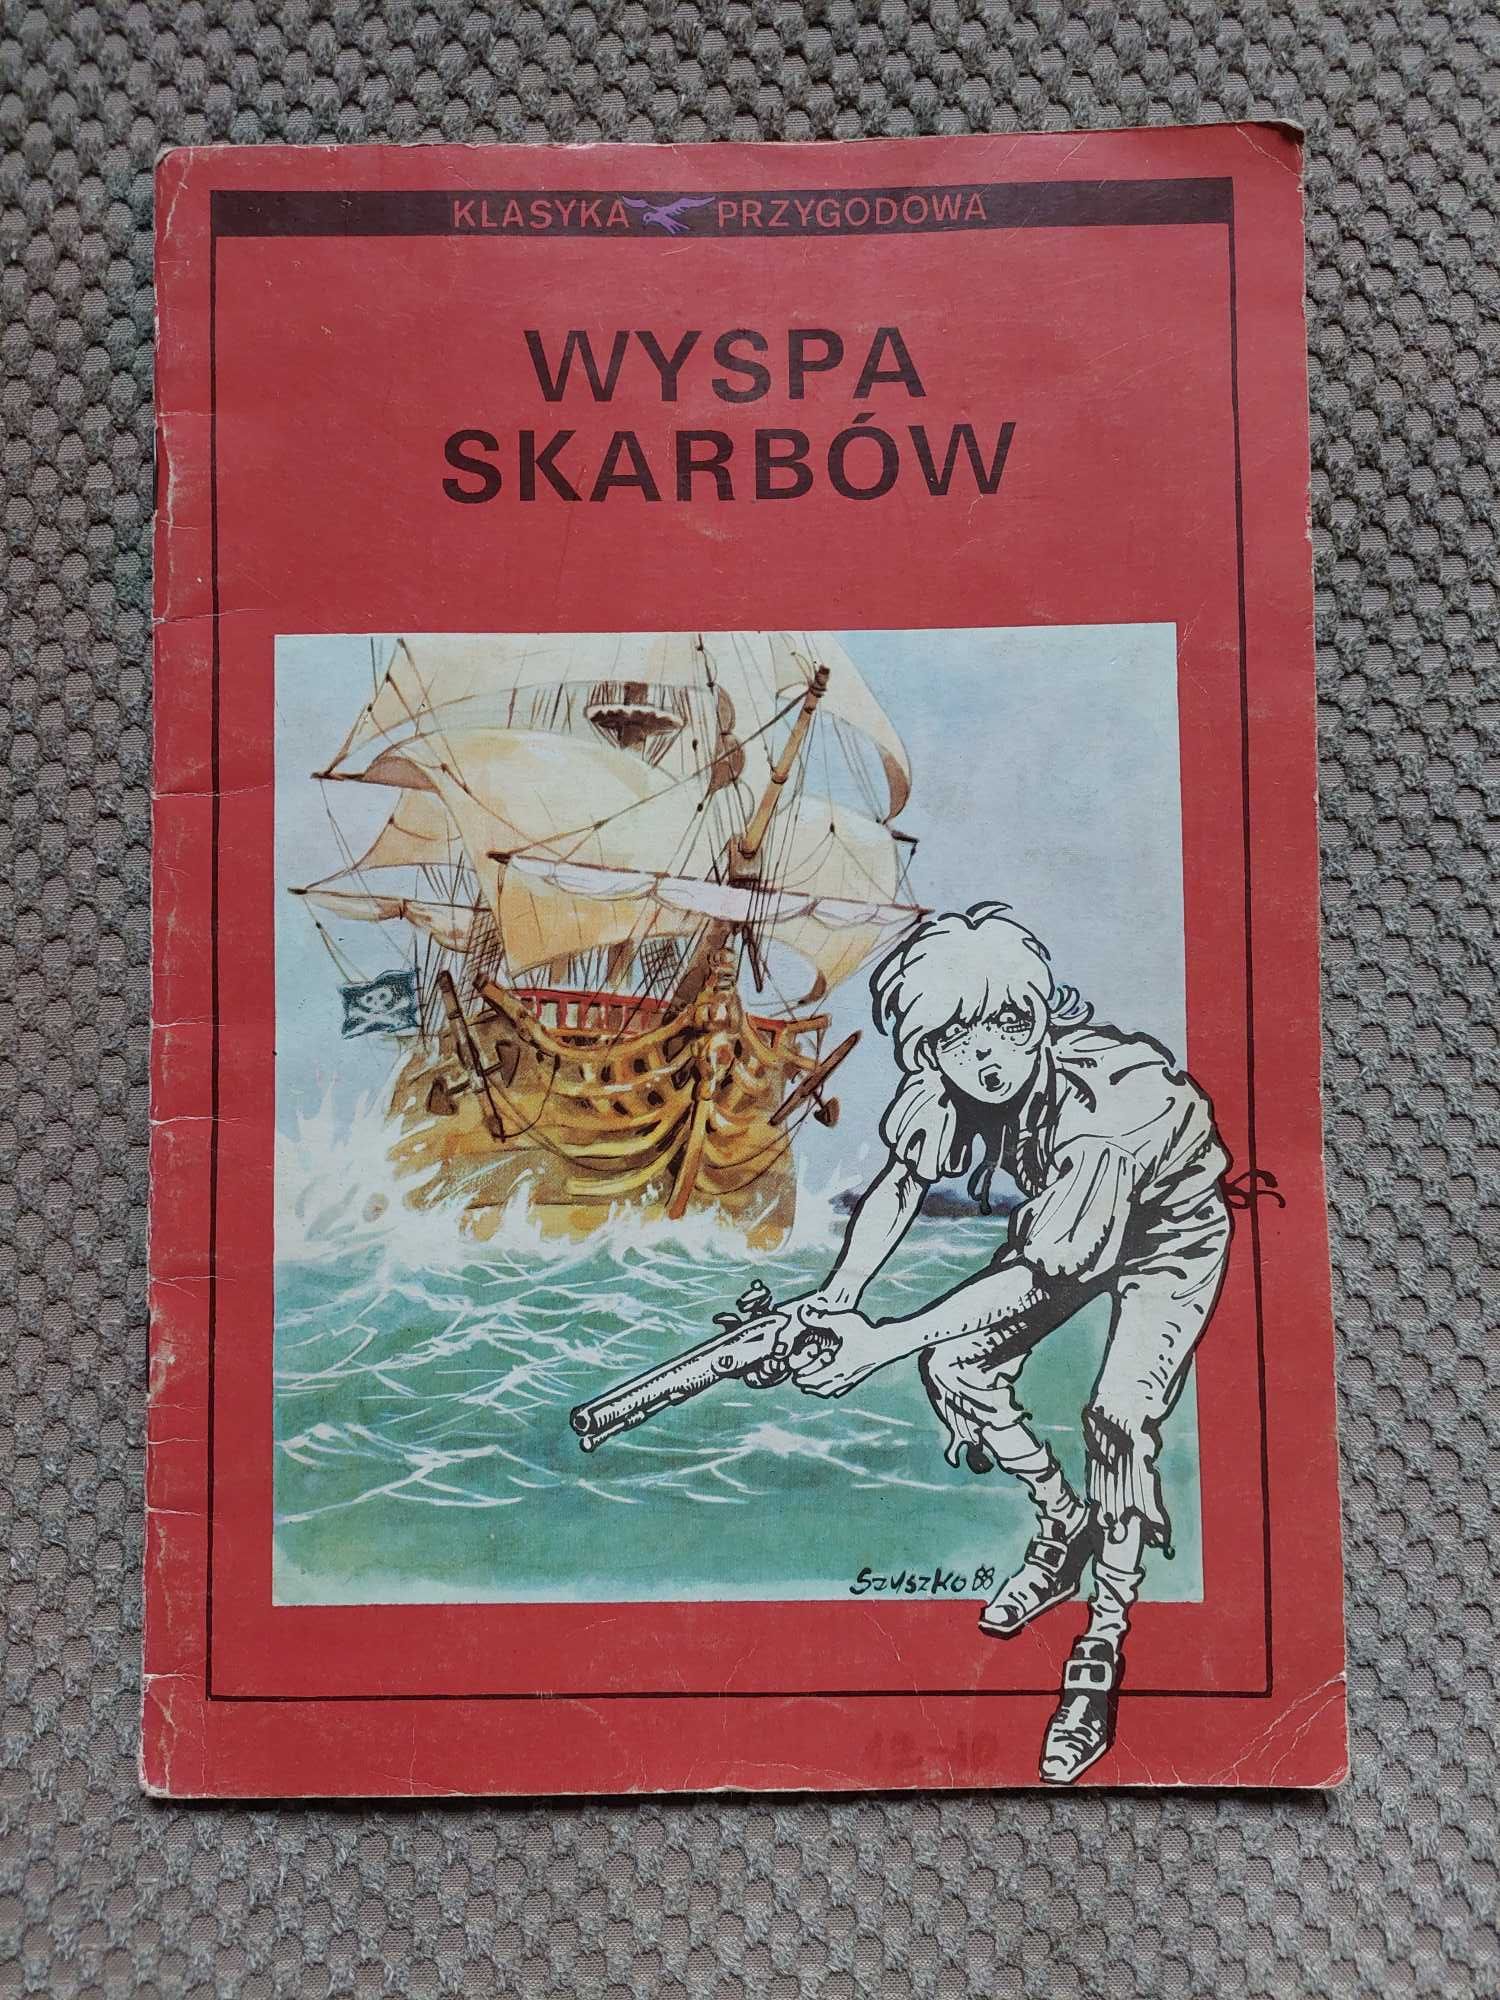 KLASYKA PRZYGODOWA
WYSPA
SKARBÓW
Szyszko 88